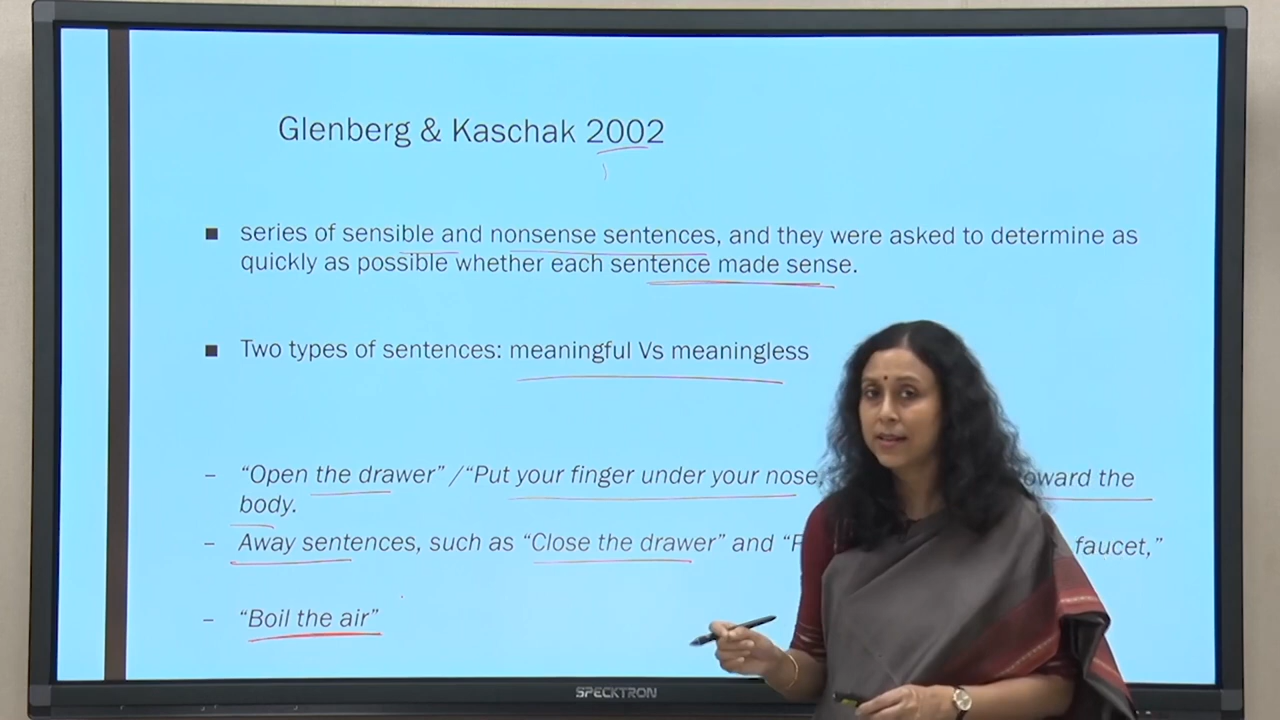 Glenberg & Kaschak 2002
■ series of sensible and nonsense sentences, and they were asked to determine as
quickly as possible whether each sentence made sense.
■ Two types of sentences: meaningful Vs meaningless
– “Open the drawer” /“Put your finger under your nose, oward the
body.
– Away sentences, such as “Close the drawer” and “ faucet,”
– “Boil the air”
SPECKTRON